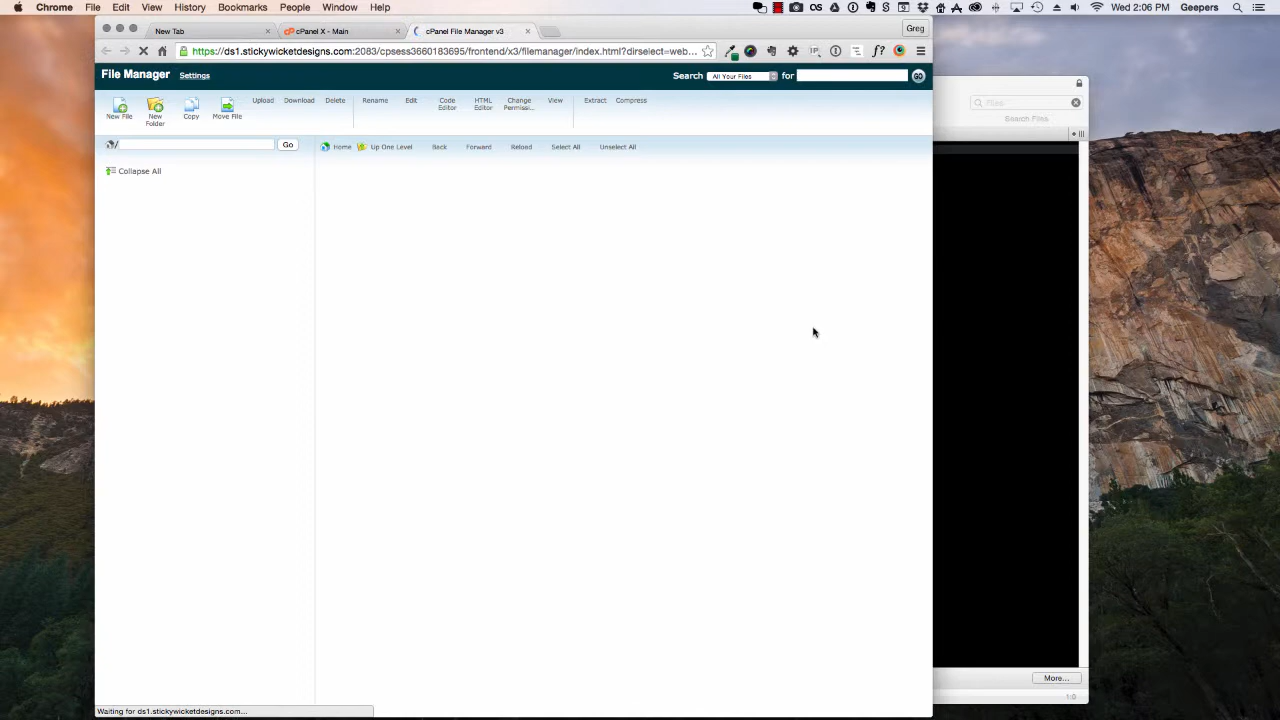 Chrome File Edit View History Bookmarks People Window Help Wed 2:06 PM Geepers
New Tab cPanel X - Main cPanel File Manager v3 Greg
https://ds1.stickywicketdesigns.com:2083/cpsess3660183695/frontend/x3/filemanager/index.html?dirselect=web...
File Manager Settings Search All Your Files for GO
New File
New Folder
Copy
Move File
Upload
Download
Delete
Rename
Edit
Code Editor
HTML Editor
Change Permissi...
View
Extract
Compress
/ Go
Home Up One Level Back Forward Reload Select All Unselect All
Collapse All
Files
Search Files
More...
1:0
Waiting for ds1.stickywicketdesigns.com...